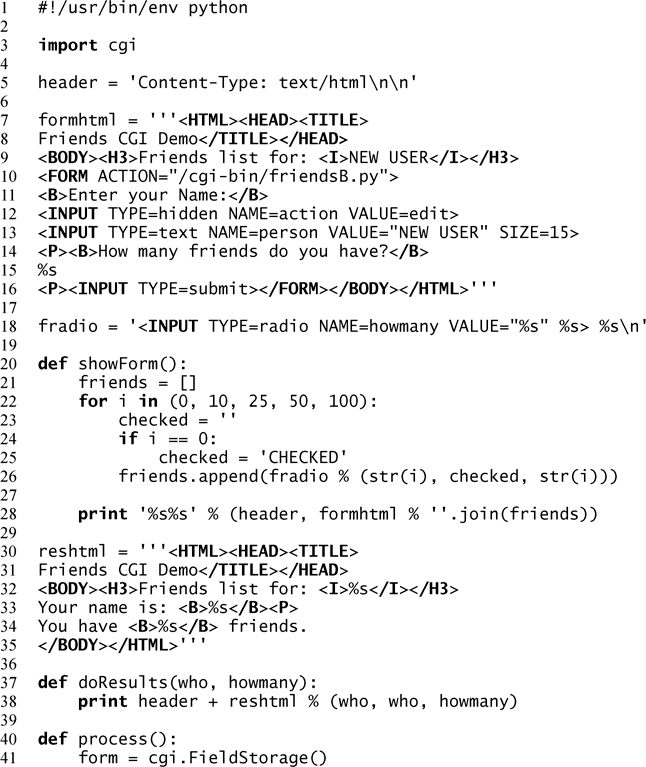 1 #!/usr/bin/env python
2
3 import cgi
4
5 header = 'Content-Type: text/html\n\n'
6
7 formhtml = '''<HTML><HEAD><TITLE>
8 Friends CGI Demo</TITLE></HEAD>
9 <BODY><H3>Friends list for: <I>NEW USER</I></H3>
10 <FORM ACTION="/cgi-bin/friendsB.py">
11 <B>Enter your Name:</B>
12 <INPUT TYPE=hidden NAME=action VALUE=edit>
13 <INPUT TYPE=text NAME=person VALUE="NEW USER" SIZE=15>
14 <P><B>How many friends do you have?</B>
15 %s
16 <P><INPUT TYPE=submit></FORM></BODY></HTML>'''
17
18 fradio = '<INPUT TYPE=radio NAME=howmany VALUE="%s" %s> %s\n'
19
20 def showForm():
21     friends = []
22     for i in (0, 10, 25, 50, 100):
23         checked = ''
24         if i == 0:
25             checked = 'CHECKED'
26         friends.append(fradio % (str(i), checked, str(i)))
27
28     print '%s%s' % (header, formhtml % ''.join(friends))
29
30 reshtml = '''<HTML><HEAD><TITLE>
31 Friends CGI Demo</TITLE></HEAD>
32 <BODY><H3>Friends list for: <I>%s</I></H3>
33 Your name is: <B>%s</B><P>
34 You have <B>%s</B> friends.
35 </BODY></HTML>'''
36
37 def doResults(who, howmany):
38     print header + reshtml % (who, who, howmany)
39
40 def process():
41     form = cgi.FieldStorage()